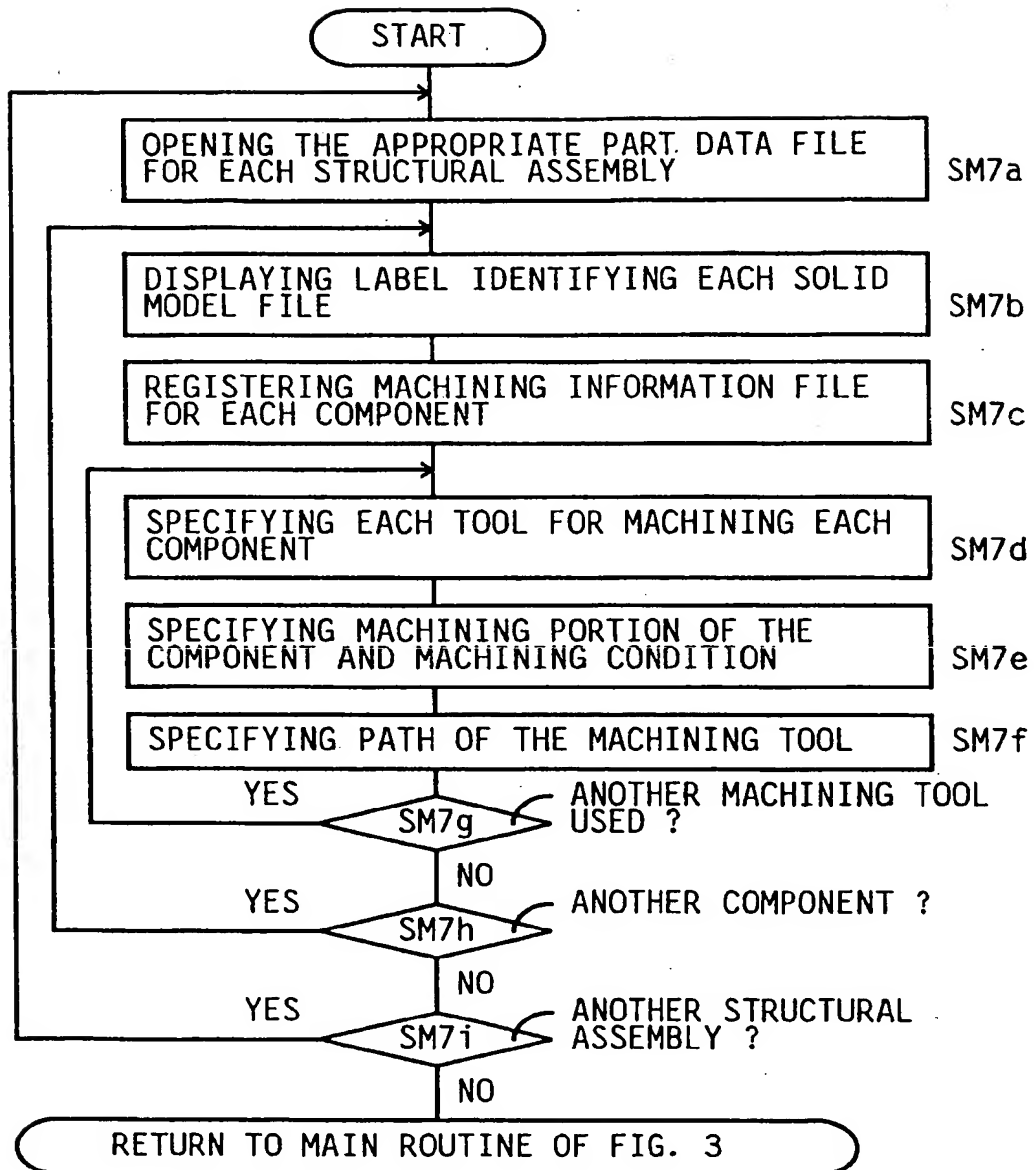 START
OPENING THE APPROPRIATE PART DATA FILE
FOR EACH STRUCTURAL ASSEMBLY
SM7a
DISPLAYING LABEL IDENTIFYING EACH SOLID
MODEL FILE
SM7b
REGISTERING MACHINING INFORMATION FILE
FOR EACH COMPONENT
SM7c
SPECIFYING EACH TOOL FOR MACHINING EACH
COMPONENT
SM7d
SPECIFYING MACHINING PORTION OF THE
COMPONENT AND MACHINING CONDITION
SM7e
SPECIFYING PATH OF THE MACHINING TOOL
SM7f
YES
SM7g
ANOTHER MACHINING TOOL
USED ?
NO
YES
SM7h
ANOTHER COMPONENT ?
NO
YES
SM7i
ANOTHER STRUCTURAL
ASSEMBLY ?
NO
RETURN TO MAIN ROUTINE OF FIG. 3